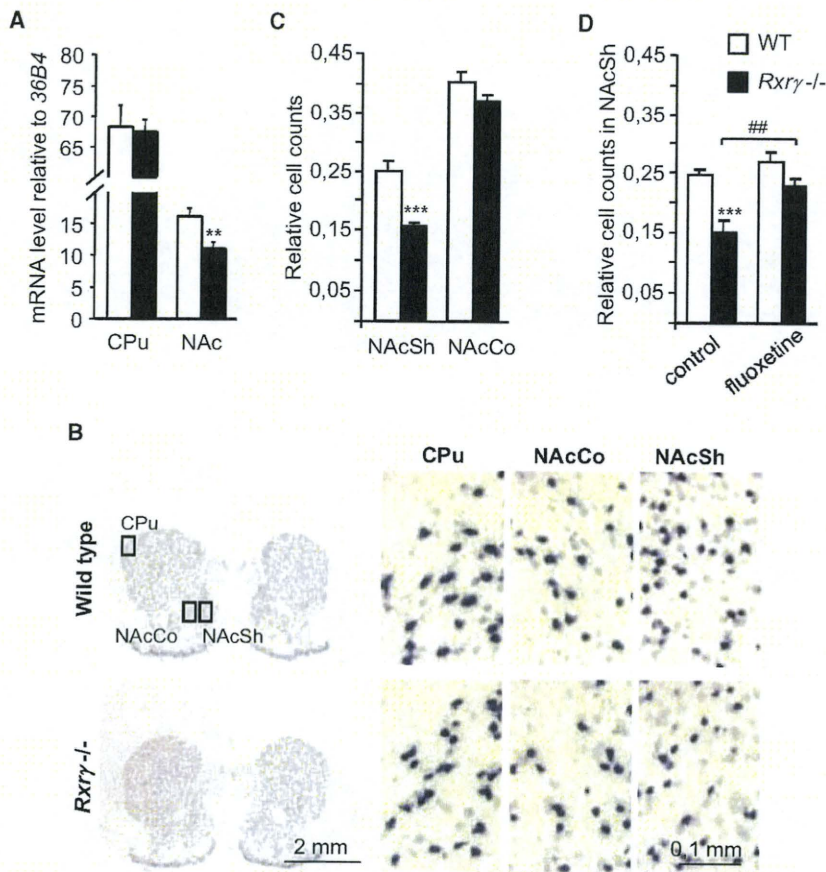 A
mRNA level relative to 36B4
80
75
70
65
15
10
5
0
CPu NAc
**
C
Relative cell counts
0,45
0,35
0,25
0,15
0,05
***
NAcSh NAcCo
D
WT
Rxrγ -/-
Relative cell counts in NAcSh
0,45
0,35
0,25
0,15
0,05
##
***
control
fluoxetine
B
CPu NAcCo NAcSh
Wild type
CPu
NAcCo NAcSh
Rxrγ -/-
2 mm
0,1 mm